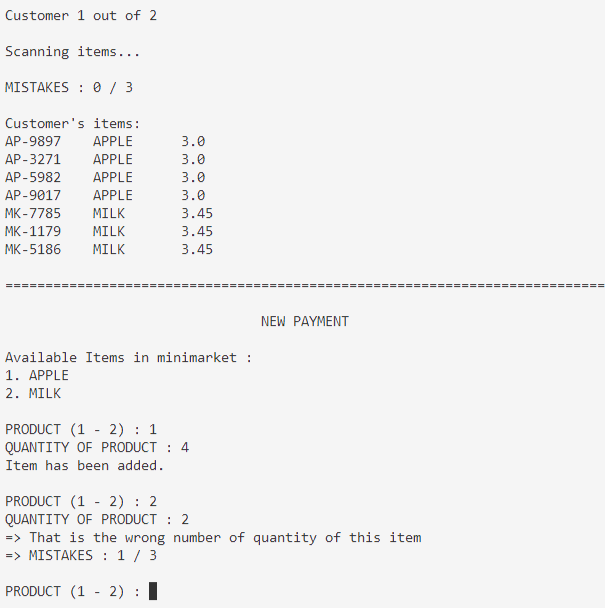 Customer 1 out of 2
Scanning items...
MISTAKES : 0 / 3
Customer's items:
AP-9897    APPLE      3.0
AP-3271    APPLE      3.0
AP-5982    APPLE      3.0
AP-9017    APPLE      3.0
MK-7785    MILK       3.45
MK-1179    MILK       3.45
MK-5186    MILK       3.45
===========================================================================
NEW PAYMENT
Available Items in minimarket :
1. APPLE
2. MILK
PRODUCT (1 - 2) : 1
QUANTITY OF PRODUCT : 4
Item has been added.
PRODUCT (1 - 2) : 2
QUANTITY OF PRODUCT : 2
=> That is the wrong number of quantity of this item
=> MISTAKES : 1 / 3
PRODUCT (1 - 2) :